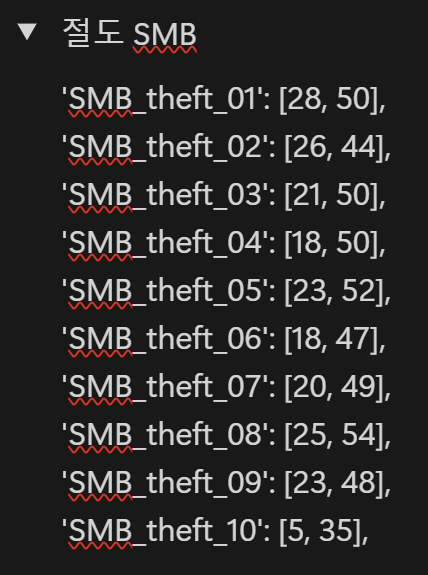 ▼ 절도 SMB
'SMB_theft_01': [28, 50],
'SMB_theft_02': [26, 44],
'SMB_theft_03': [21, 50],
'SMB_theft_04': [18, 50],
'SMB_theft_05': [23, 52],
'SMB_theft_06': [18, 47],
'SMB_theft_07': [20, 49],
'SMB_theft_08': [25, 54],
'SMB_theft_09': [23, 48],
'SMB_theft_10': [5, 35],